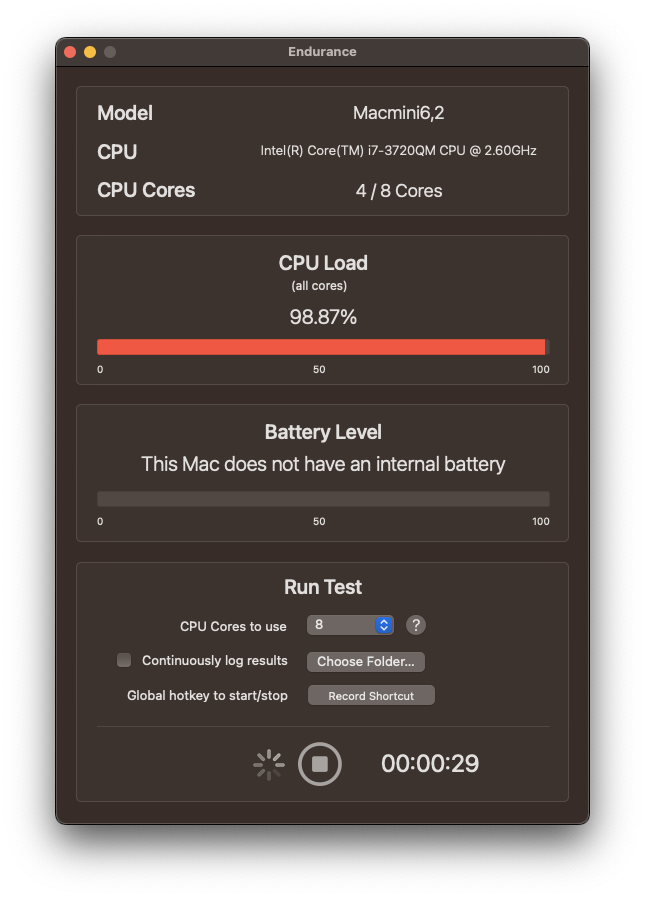 Endurance
Model Macmini6,2
CPU Intel(R) Core(TM) i7-3720QM CPU @ 2.60GHz
CPU Cores 4 / 8 Cores
CPU Load
(all cores)
98.87%
0 50 100
Battery Level
This Mac does not have an internal battery
0 50 100
Run Test
CPU Cores to use 8 ?
Continuously log results Choose Folder...
Global hotkey to start/stop Record Shortcut
00:00:29